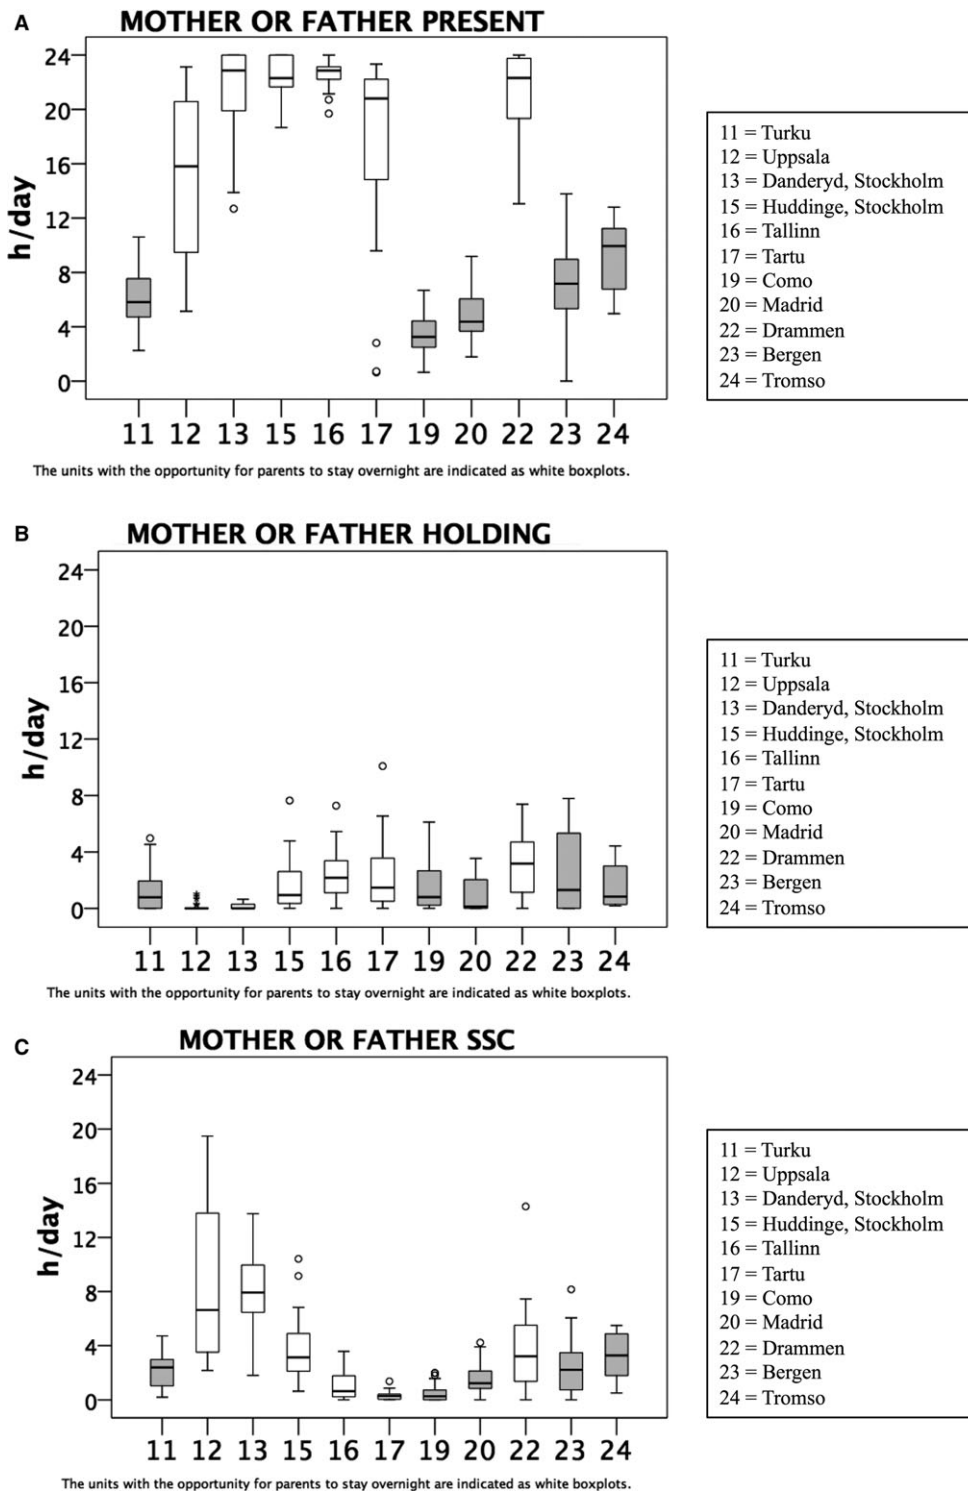 A
MOTHER OR FATHER PRESENT
h/day
24
20
16
12
8
4
0
11 12 13 15 16 17 19 20 22 23 24
The units with the opportunity for parents to stay overnight are indicated as white boxplots.
11 = Turku
12 = Uppsala
13 = Danderyd, Stockholm
15 = Huddinge, Stockholm
16 = Tallinn
17 = Tartu
19 = Como
20 = Madrid
22 = Drammen
23 = Bergen
24 = Tromso
B
MOTHER OR FATHER HOLDING
h/day
24
20
16
12
8
4
0
11 12 13 15 16 17 19 20 22 23 24
The units with the opportunity for parents to stay overnight are indicated as white boxplots.
11 = Turku
12 = Uppsala
13 = Danderyd, Stockholm
15 = Huddinge, Stockholm
16 = Tallinn
17 = Tartu
19 = Como
20 = Madrid
22 = Drammen
23 = Bergen
24 = Tromso
C
MOTHER OR FATHER SSC
h/day
24
20
16
12
8
4
0
11 12 13 15 16 17 19 20 22 23 24
The units with the opportunity for parents to stay overnight are indicated as white boxplots.
11 = Turku
12 = Uppsala
13 = Danderyd, Stockholm
15 = Huddinge, Stockholm
16 = Tallinn
17 = Tartu
19 = Como
20 = Madrid
22 = Drammen
23 = Bergen
24 = Tromso